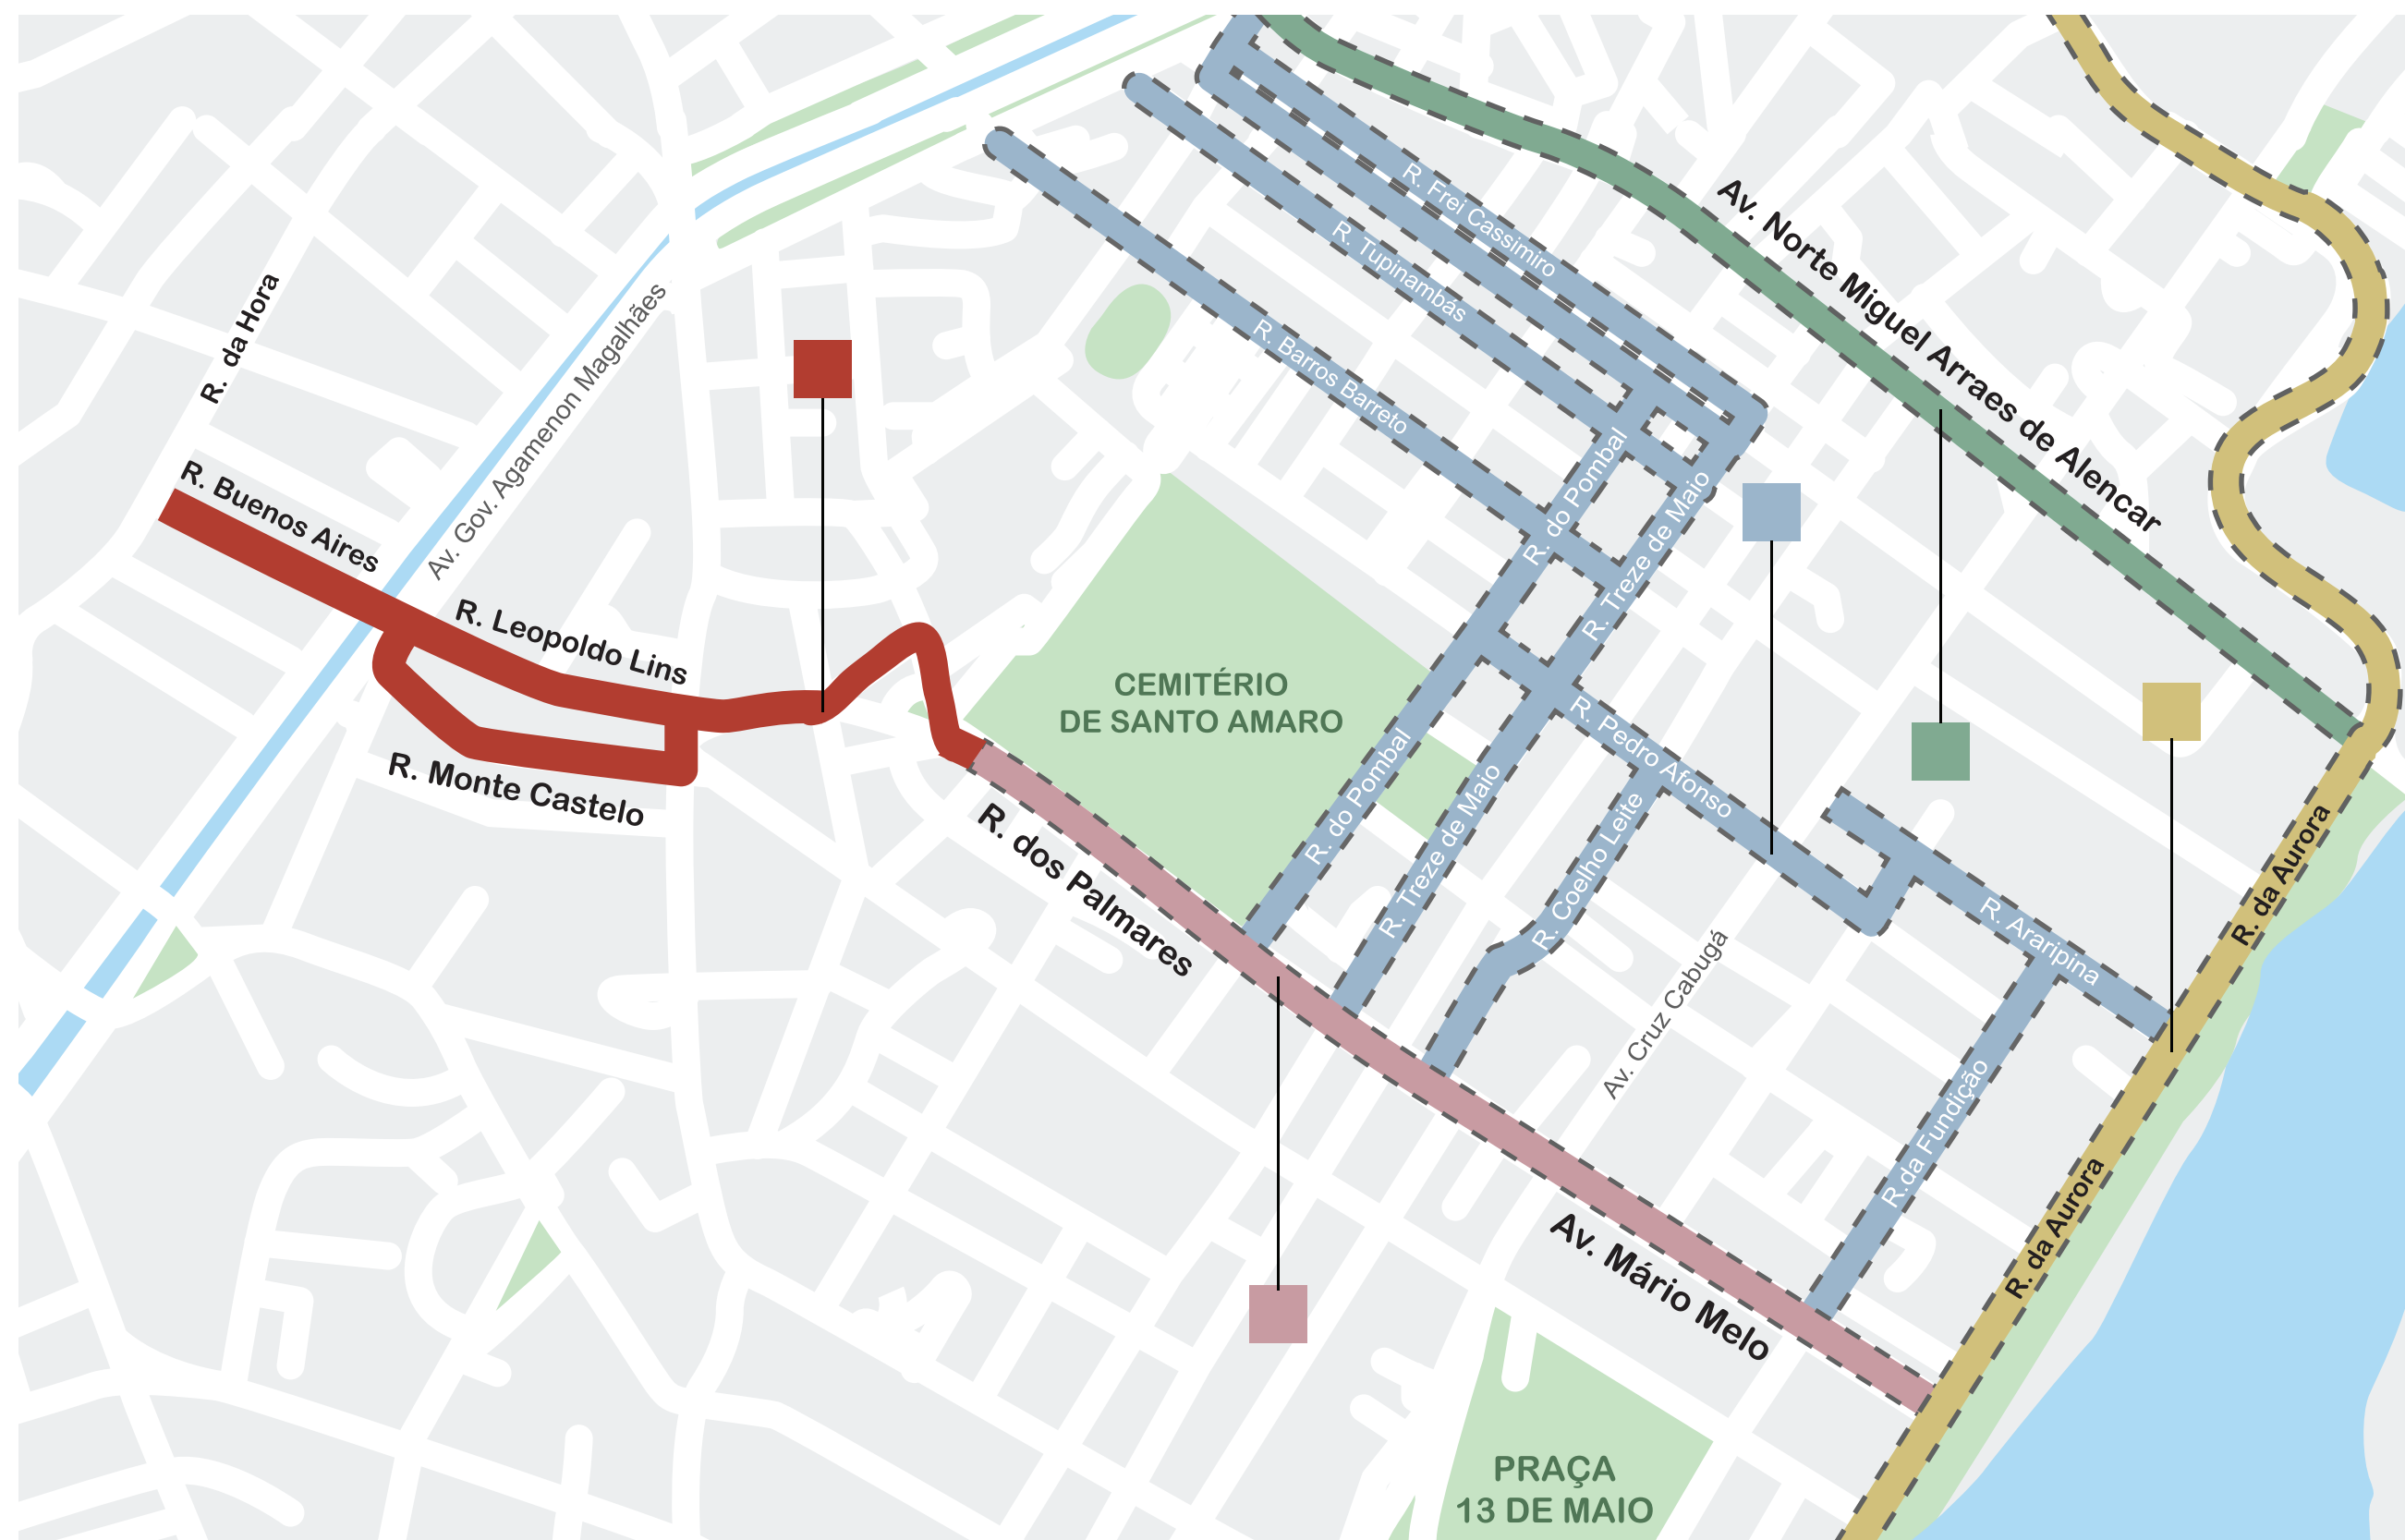 R. Frei Cassimiro
Av. Norte Miguel Arraes de Alencar
R. Tupinambás
R. da Hora
Av. Gov. Agamenon Magalhães
R. Barros Barreto
R. Buenos Aires
R. do Pombal
R. Treze de Maio
R. Leopoldo Lins
CEMITÉRIO
DE SANTO AMARO
R. Pedro Afonso
R. Monte Castelo
R. do Pombal
R. Treze de Maio
R. Coelho Leite
R. da Aurora
R. dos Palmares
R. Araripina
Av. Cruz Cabugá
R.da Fundição
R. da Aurora
Av. Mário Melo
PRAÇA
13 DE MAIO